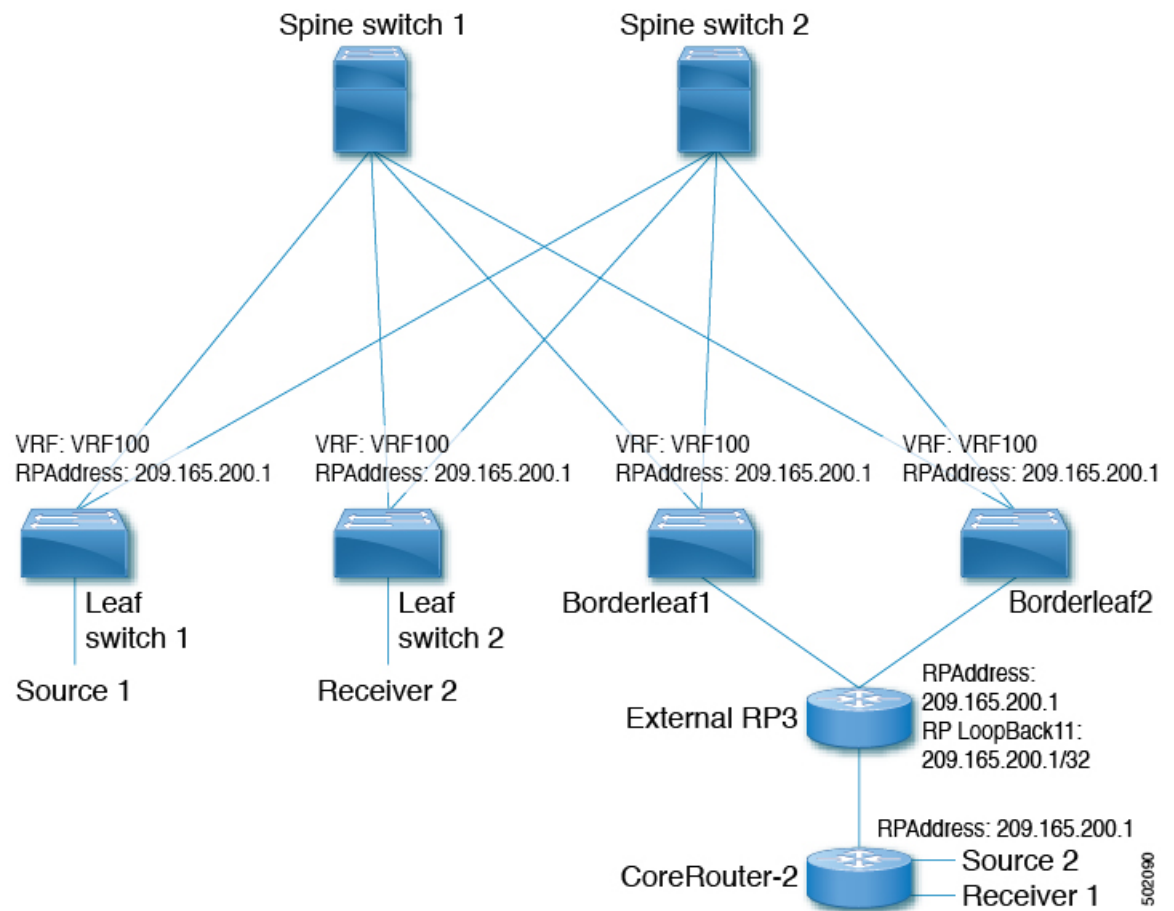 Spine switch 1
Spine switch 2
VRF: VRF100
RPAddress: 209.165.200.1
VRF: VRF100
RPAddress: 209.165.200.1
VRF: VRF100
RPAddress: 209.165.200.1
VRF: VRF100
RPAddress: 209.165.200.1
Leaf
switch 1
Leaf
switch 2
Borderleaf1
Borderleaf2
Source 1
Receiver 2
External RP3
RPAddress:
209.165.200.1
RP LoopBack11:
209.165.200.1/32
RPAddress: 209.165.200.1
CoreRouter-2
Source 2
Receiver 1
502090